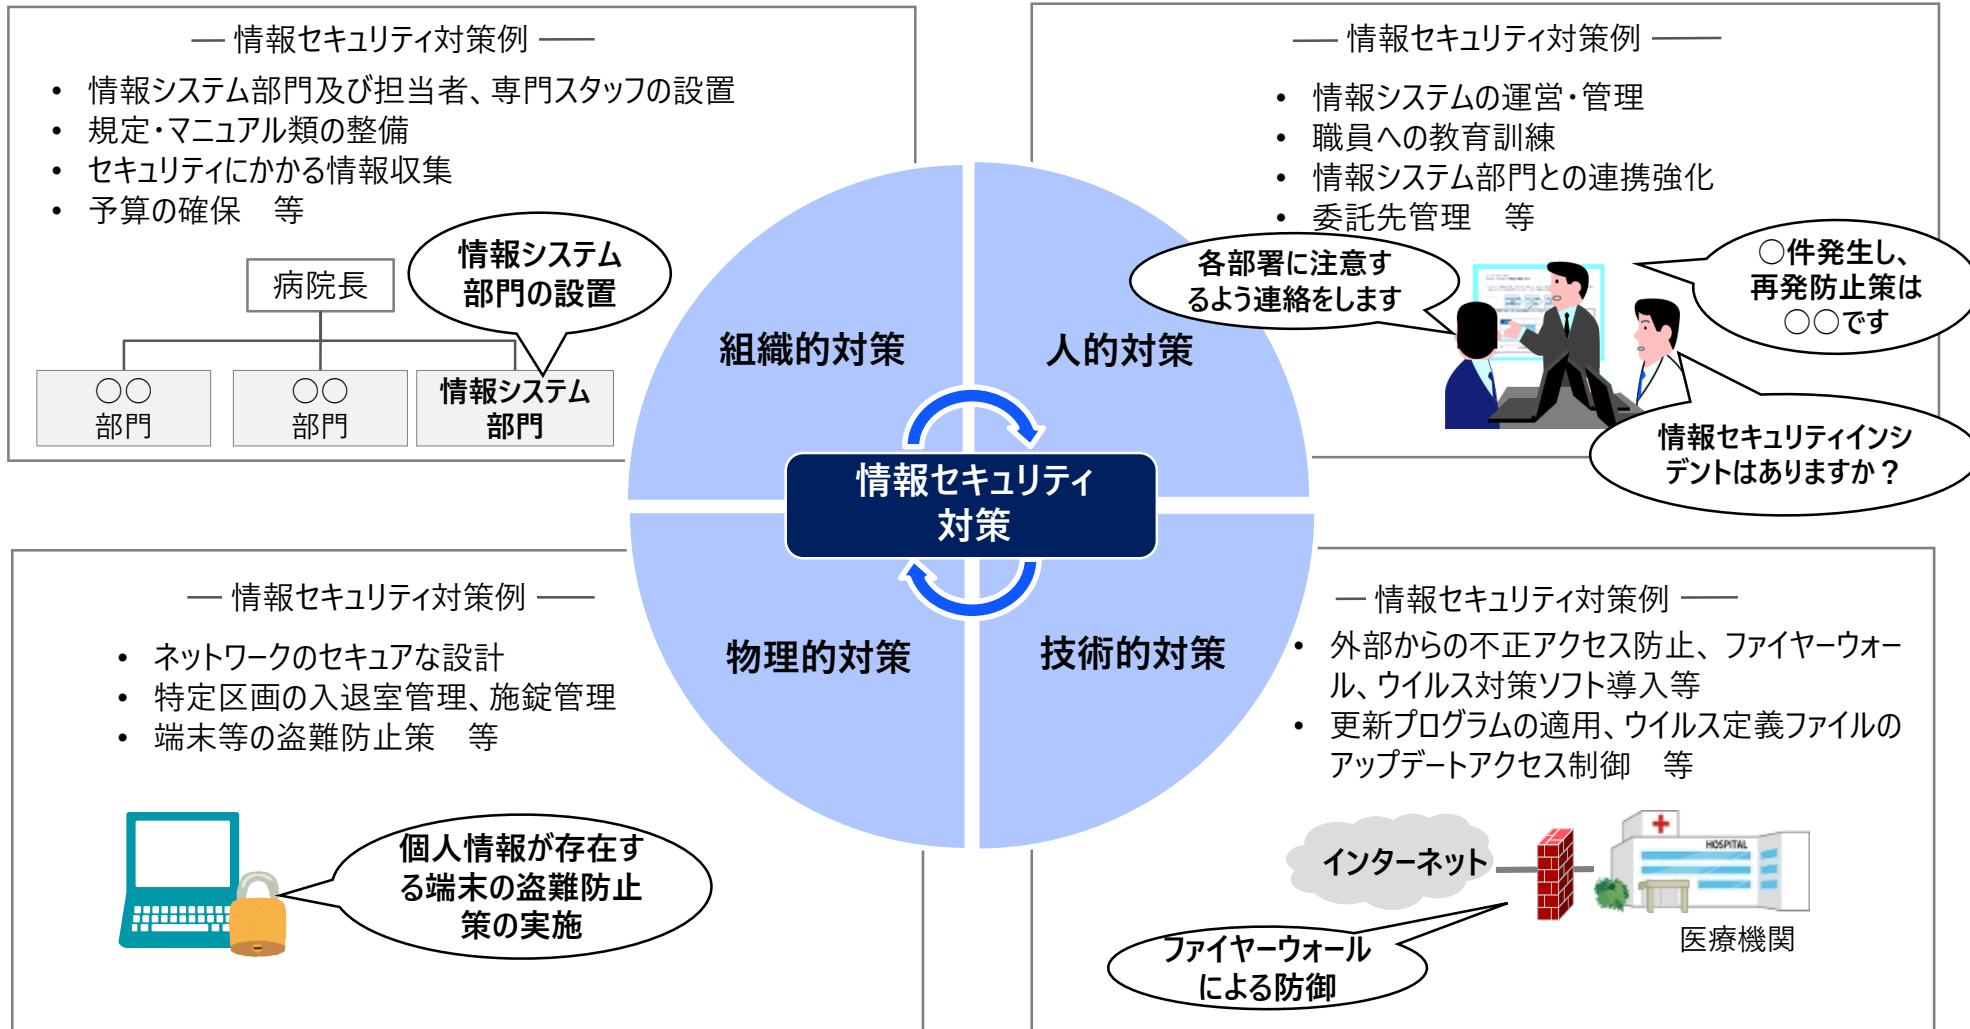 情報セキュリティ対策例
• 情報システム部門及び担当者、専門スタッフの設置
• 規定・マニュアル類の整備
• セキュリティにかかる情報収集
• 予算の確保　等
情報システム
部門の設置
病院長
○○
部門
○○
部門
情報システム
部門
情報セキュリティ対策例
• 情報システムの運営・管理
• 職員への教育訓練
• 情報システム部門との連携強化
• 委託先管理　等
各部署に注意す
るよう連絡をします
○件発生し、
再発防止策は
○○です
情報セキュリティインシ
デントはありますか？
組織的対策
人的対策
情報セキュリティ
対策
物理的対策
技術的対策
情報セキュリティ対策例
• ネットワークのセキュアな設計
• 特定区画の入退室管理、施錠管理
• 端末等の盗難防止策　等
個人情報が存在す
る端末の盗難防止
策の実施
情報セキュリティ対策例
• 外部からの不正アクセス防止、ファイヤーウォー
ル、ウイルス対策ソフト導入等
• 更新プログラムの適用、ウイルス定義ファイルの
アップデートアクセス制御　等
インターネット
HOSPITAL
医療機関
ファイヤーウォール
による防御